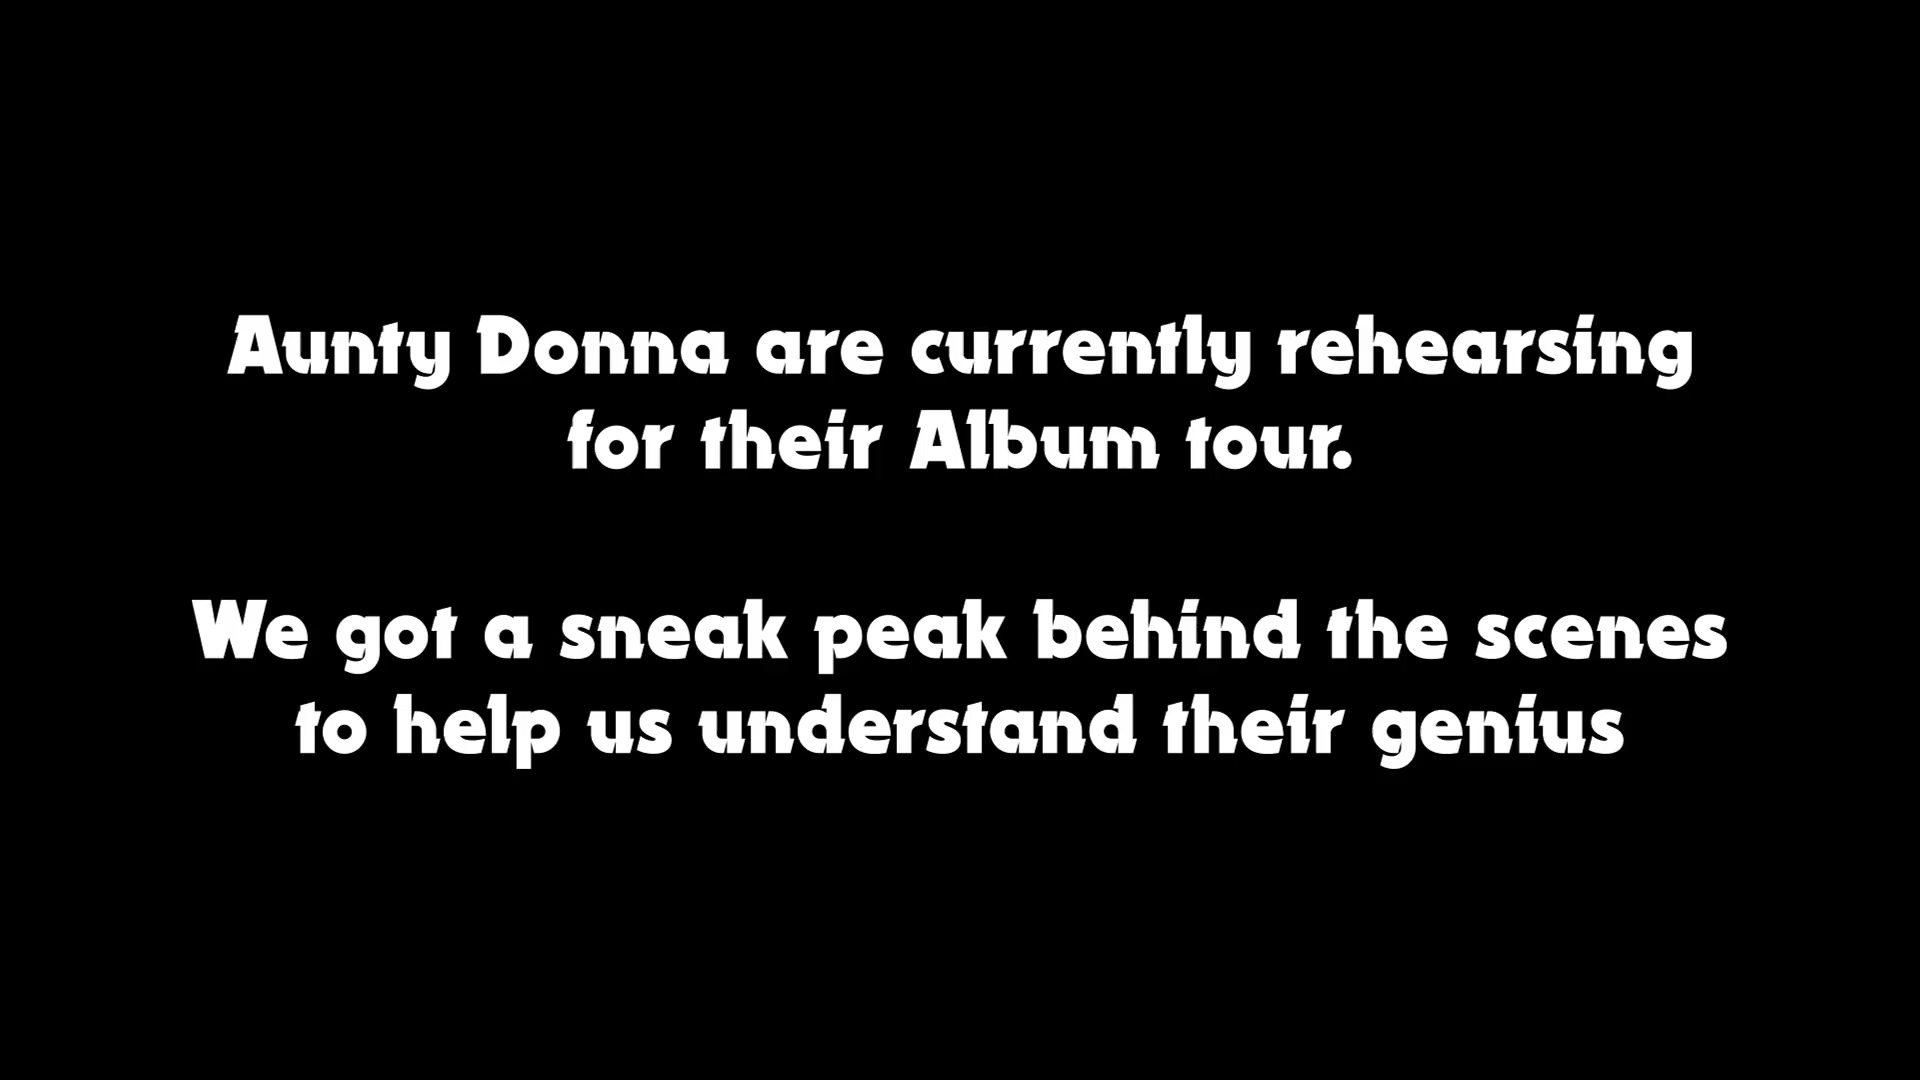 Aunty Donna are currently rehearsing
for their Album tour.
We got a sneak peak behind the scenes
to help us understand their genius